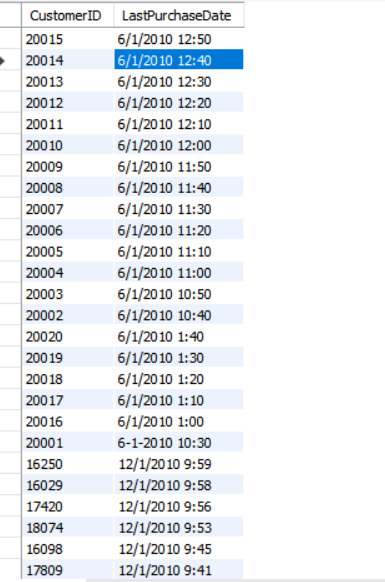 CustomerID LastPurchaseDate
20015 6/1/2010 12:50
20014 6/1/2010 12:40
20013 6/1/2010 12:30
20012 6/1/2010 12:20
20011 6/1/2010 12:10
20010 6/1/2010 12:00
20009 6/1/2010 11:50
20008 6/1/2010 11:40
20007 6/1/2010 11:30
20006 6/1/2010 11:20
20005 6/1/2010 11:10
20004 6/1/2010 11:00
20003 6/1/2010 10:50
20002 6/1/2010 10:40
20020 6/1/2010 1:40
20019 6/1/2010 1:30
20018 6/1/2010 1:20
20017 6/1/2010 1:10
20016 6/1/2010 1:00
20001 6-1-2010 10:30
16250 12/1/2010 9:59
16029 12/1/2010 9:58
17420 12/1/2010 9:56
18074 12/1/2010 9:53
16098 12/1/2010 9:45
17809 12/1/2010 9:41